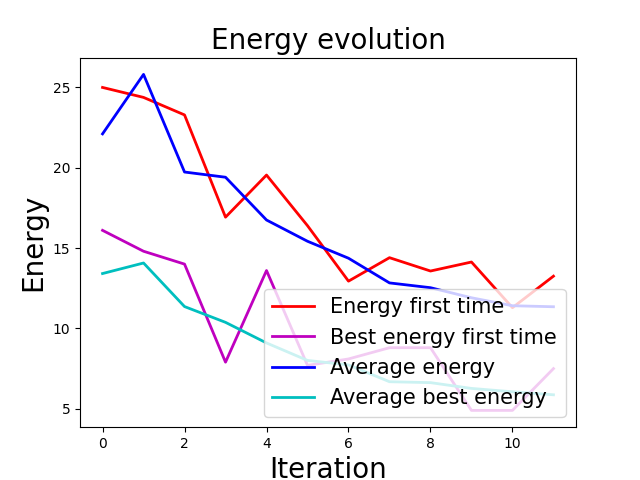 Energy evolution
Energy
25
20
15
10
5
Energy first time
Best energy first time
Average energy
Average best energy
0 2 4 6 8 10
Iteration